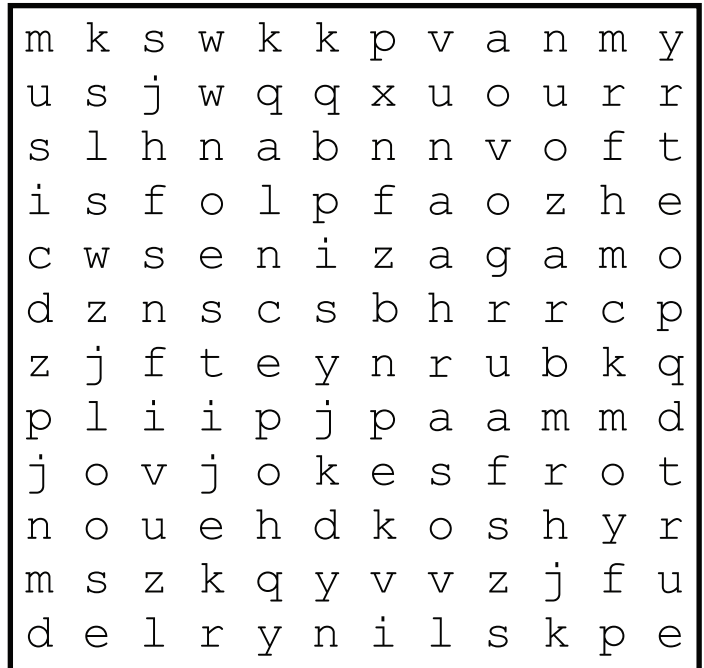 m k s w k k p v a n m y
u s j w q q x u o u r r
s l h n a b n n v o f t
i s f o l p f a o z h e
c w s e n i z a g a m o
d z n s c s b h r r c p
z j f t e y n r u b k q
p l i i p j p a a m m d
j o v j o k e s f r o t
n o u e h d k o s h y r
m s z k q y v v z j f u
d e l r y n i l s k p e